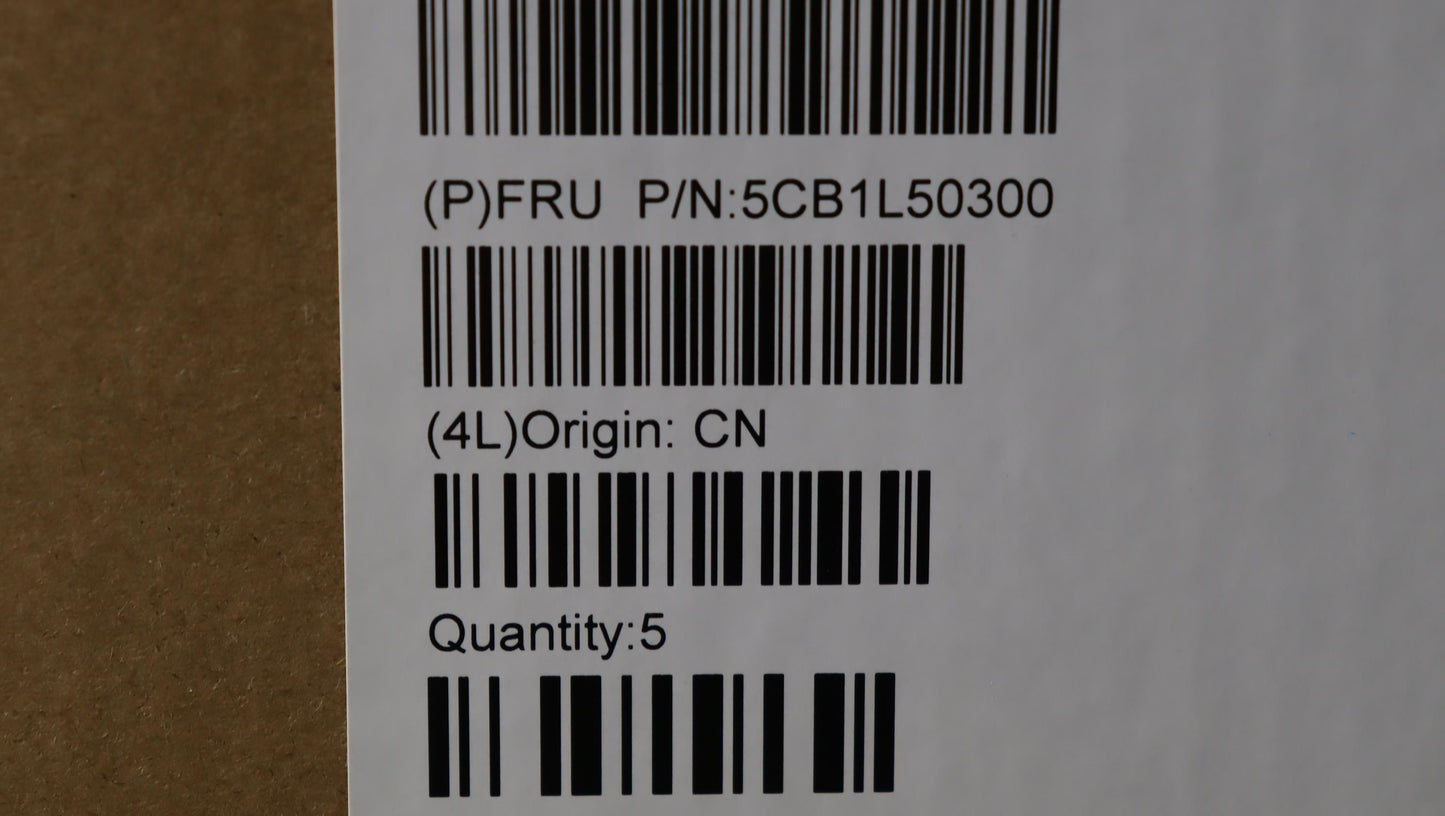 (P)FRU P/N:5CB1L50300
(4L)Origin: CN
Quantity:5